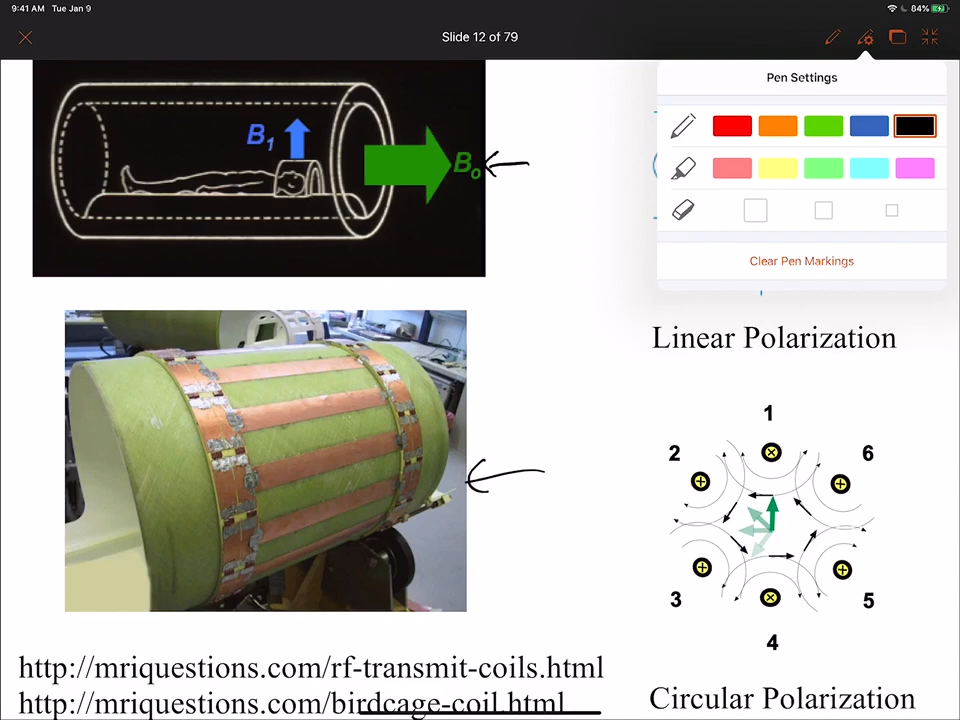 9:41 AM Tue Jan 9
84%
Slide 12 of 79
Pen Settings
B1
Bo
Clear Pen Markings
Linear Polarization
1
2
6
3
5
4
http://mriquestions.com/rf-transmit-coils.html
http://mriquestions.com/birdcage-coil.html
Circular Polarization